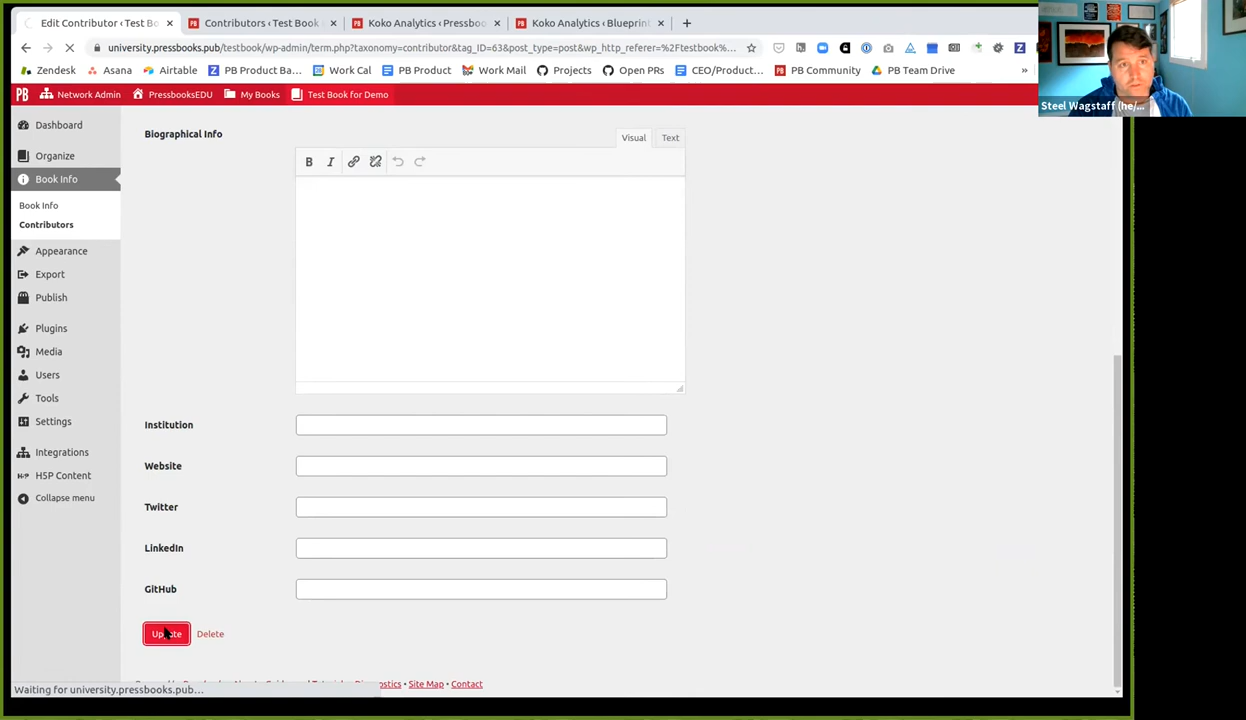 Edit Contributor ‹ Test Bo
Contributors ‹ Test Book
Koko Analytics ‹ Pressboo
Koko Analytics ‹ Blueprint
university.pressbooks.pub/testbook/wp-admin/term.php?taxonomy=contributor&tag_ID=63&post_type=post&wp_http_referer=%2Ftestbook%...
Zendesk
Asana
Airtable
PB Product Ba...
Work Cal
PB Product
Work Mail
Projects
Open PRs
CEO/Product...
PB Community
PB Team Drive
Steel Wagstaff (he/...
Network Admin
PressbooksEDU
My Books
Test Book for Demo
Dashboard
Organize
Book Info
Book Info
Contributors
Appearance
Export
Publish
Plugins
Media
Users
Tools
Settings
Integrations
H5P Content
Collapse menu
Biographical Info
Visual
Text
B I
Institution
Website
Twitter
LinkedIn
GitHub
Update
Delete
• Site Map • Contact
Waiting for university.pressbooks.pub...